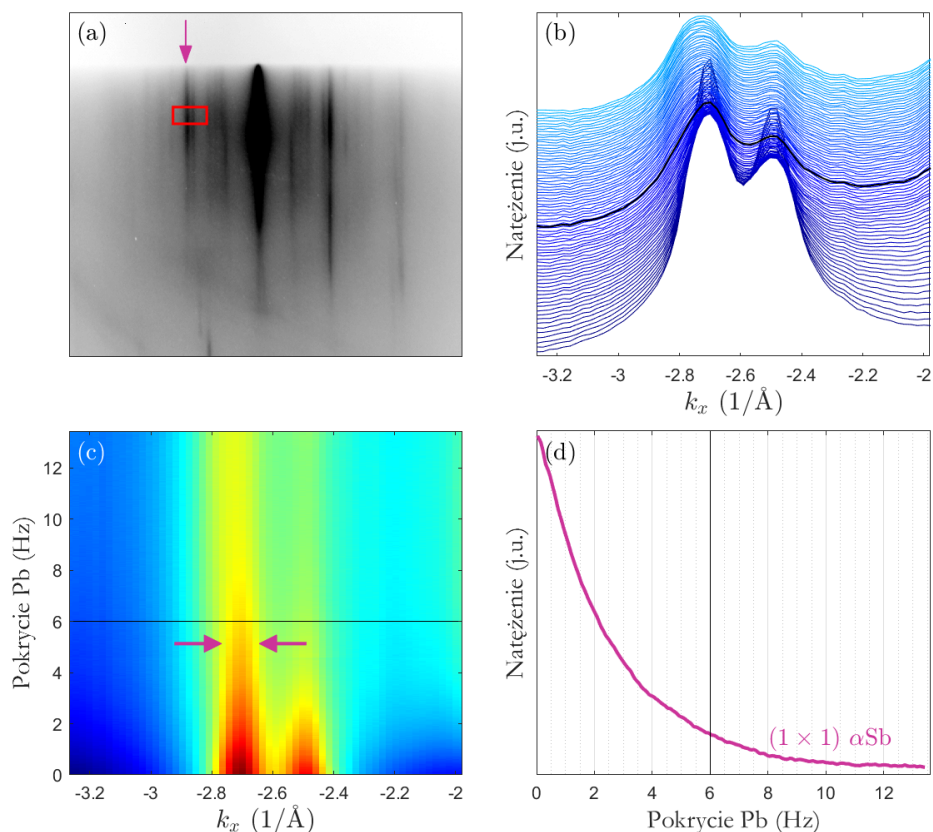 (a)
(b)
Natężenie (j.u.)
-3.2 -3 -2.8 -2.6 -2.4 -2.2 -2
k_x (1/Å)
(c)
Pokrycie Pb (Hz)
12
10
8
6
4
2
0
-3.2 -3 -2.8 -2.6 -2.4 -2.2 -2
k_x (1/Å)
(d)
Natężenie (j.u.)
(1 × 1) αSb
0 2 4 6 8 10 12
Pokrycie Pb (Hz)